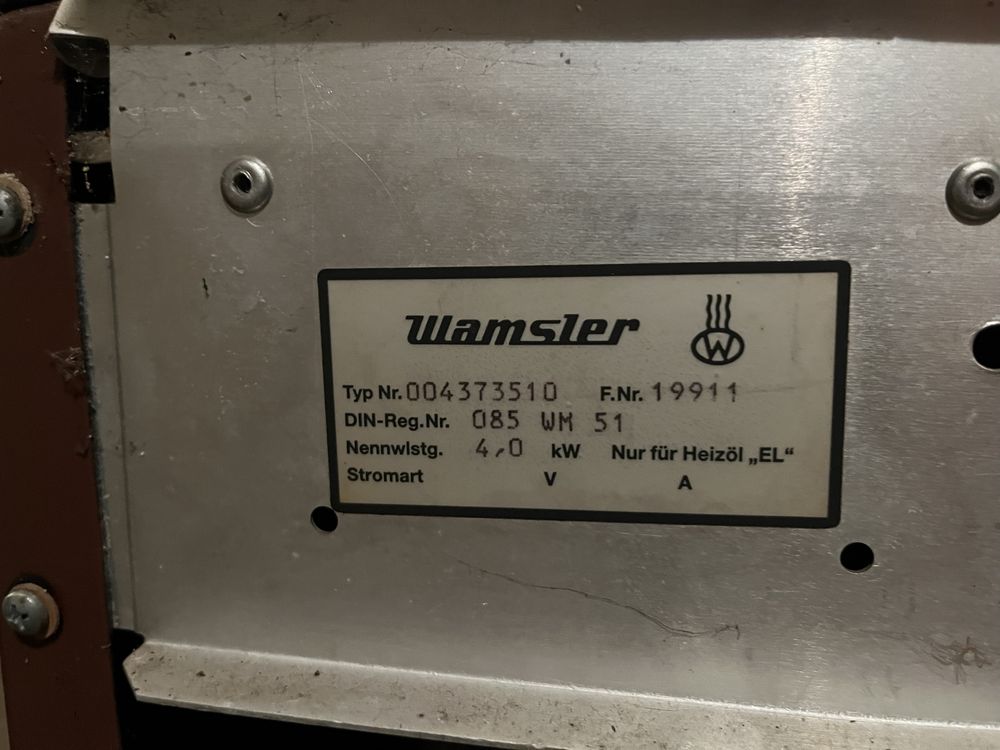 Wamsler
W
Typ Nr. 004373510 F.Nr. 19911
DIN-Reg.Nr. 085 WM 51
Nennwlstg. 4,0 kW Nur für Heizöl „EL“
Stromart V A